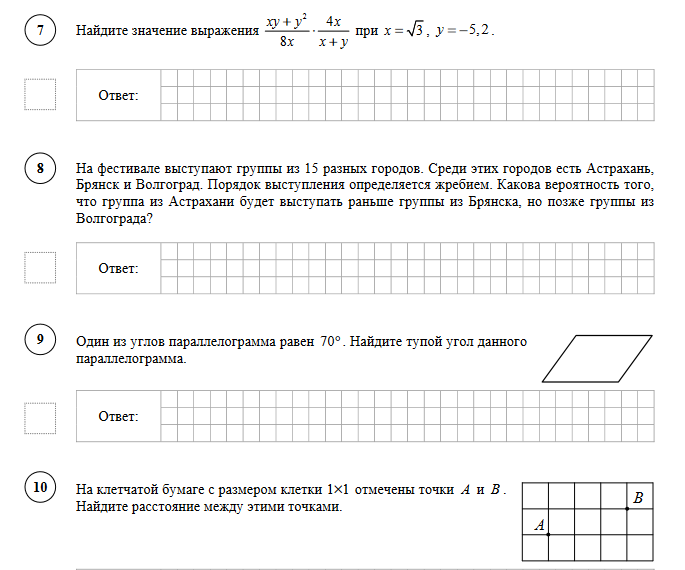 7
Найдите значение выражения (xy + y²)/(8x) · (4x)/(x + y) при x = √3, y = −5,2.
Ответ:
8
На фестивале выступают группы из 15 разных городов. Среди этих городов есть Астрахань,
Брянск и Волгоград. Порядок выступления определяется жребием. Какова вероятность того,
что группа из Астрахани будет выступать раньше группы из Брянска, но позже группы из
Волгограда?
Ответ:
9
Один из углов параллелограмма равен 70°. Найдите тупой угол данного
параллелограмма.
Ответ:
10
На клетчатой бумаге с размером клетки 1×1 отмечены точки A и B.
Найдите расстояние между этими точками.
B
A